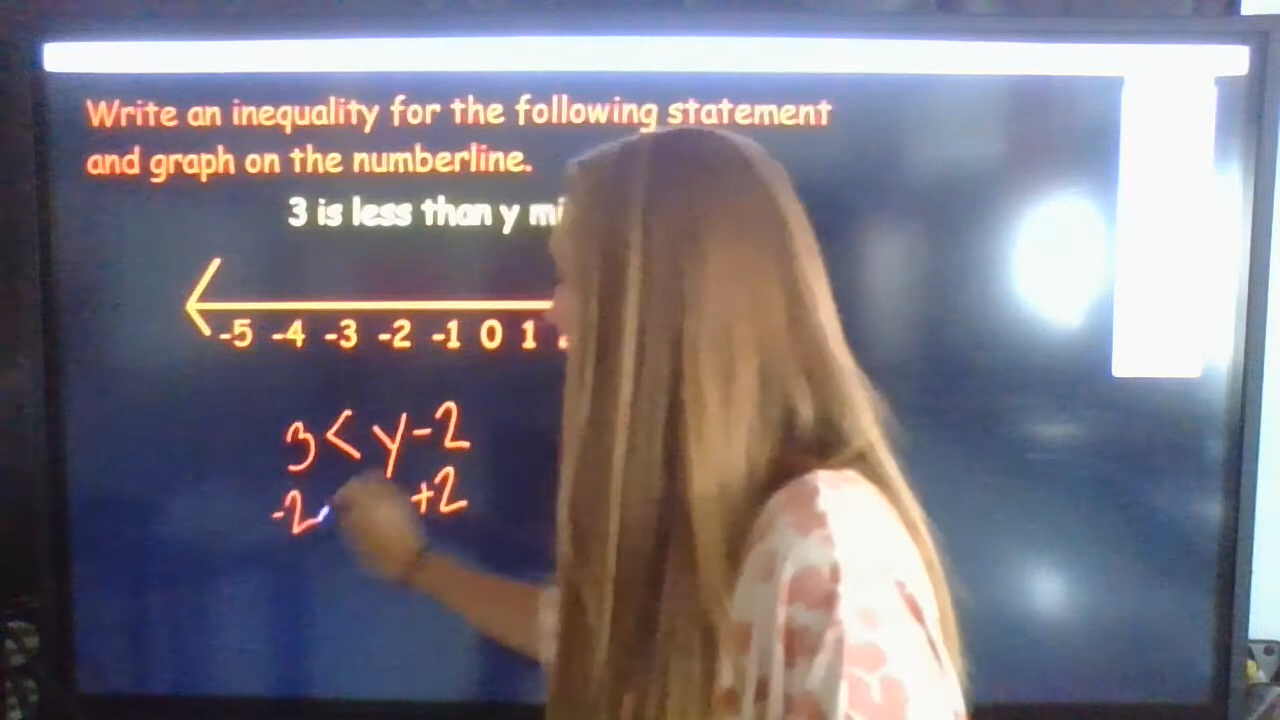 Write an inequality for the following statement
and graph on the numberline.
3 is less than y
-5 -4 -3 -2 -1 0 1
3 < y - 2
-2 +2